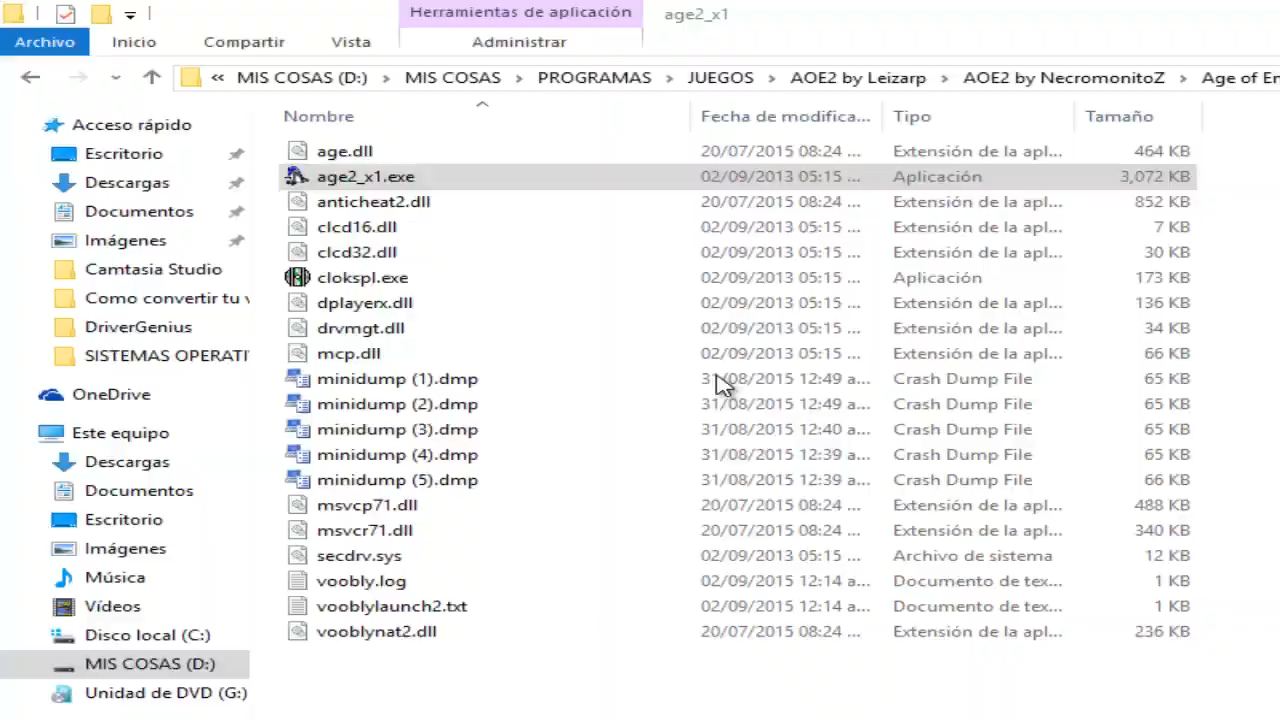 Herramientas de aplicación
age2_x1
Archivo
Inicio
Compartir
Vista
Administrar
« MIS COSAS (D:) › MIS COSAS › PROGRAMAS › JUEGOS › AOE2 by Leizarp › AOE2 by NecromonitoZ › Age of En
Nombre
Fecha de modifica...
Tipo
Tamaño
Acceso rápido
Escritorio
Descargas
Documentos
Imágenes
Camtasia Studio
Como convertir tu v
DriverGenius
SISTEMAS OPERATI
OneDrive
Este equipo
Descargas
Documentos
Escritorio
Imágenes
Música
Vídeos
Disco local (C:)
MIS COSAS (D:)
Unidad de DVD (G:)
age.dll 20/07/2015 08:24 ... Extensión de la apl... 464 KB
age2_x1.exe 02/09/2013 05:15 ... Aplicación 3,072 KB
anticheat2.dll 20/07/2015 08:24 ... Extensión de la apl... 852 KB
clcd16.dll 02/09/2013 05:15 ... Extensión de la apl... 7 KB
clcd32.dll 02/09/2013 05:15 ... Extensión de la apl... 30 KB
clokspl.exe 02/09/2013 05:15 ... Aplicación 173 KB
dplayerx.dll 02/09/2013 05:15 ... Extensión de la apl... 136 KB
drvmgt.dll 02/09/2013 05:15 ... Extensión de la apl... 34 KB
mcp.dll 02/09/2013 05:15 ... Extensión de la apl... 66 KB
minidump (1).dmp 31/08/2015 12:49 a... Crash Dump File 65 KB
minidump (2).dmp 31/08/2015 12:49 a... Crash Dump File 65 KB
minidump (3).dmp 31/08/2015 12:40 a... Crash Dump File 65 KB
minidump (4).dmp 31/08/2015 12:39 a... Crash Dump File 65 KB
minidump (5).dmp 31/08/2015 12:39 a... Crash Dump File 66 KB
msvcp71.dll 20/07/2015 08:24 ... Extensión de la apl... 488 KB
msvcr71.dll 20/07/2015 08:24 ... Extensión de la apl... 340 KB
secdrv.sys 02/09/2013 05:15 ... Archivo de sistema 12 KB
voobly.log 02/09/2015 12:14 a... Documento de tex... 1 KB
vooblylaunch2.txt 02/09/2015 12:14 a... Documento de tex... 1 KB
vooblynat2.dll 20/07/2015 08:24 ... Extensión de la apl... 236 KB